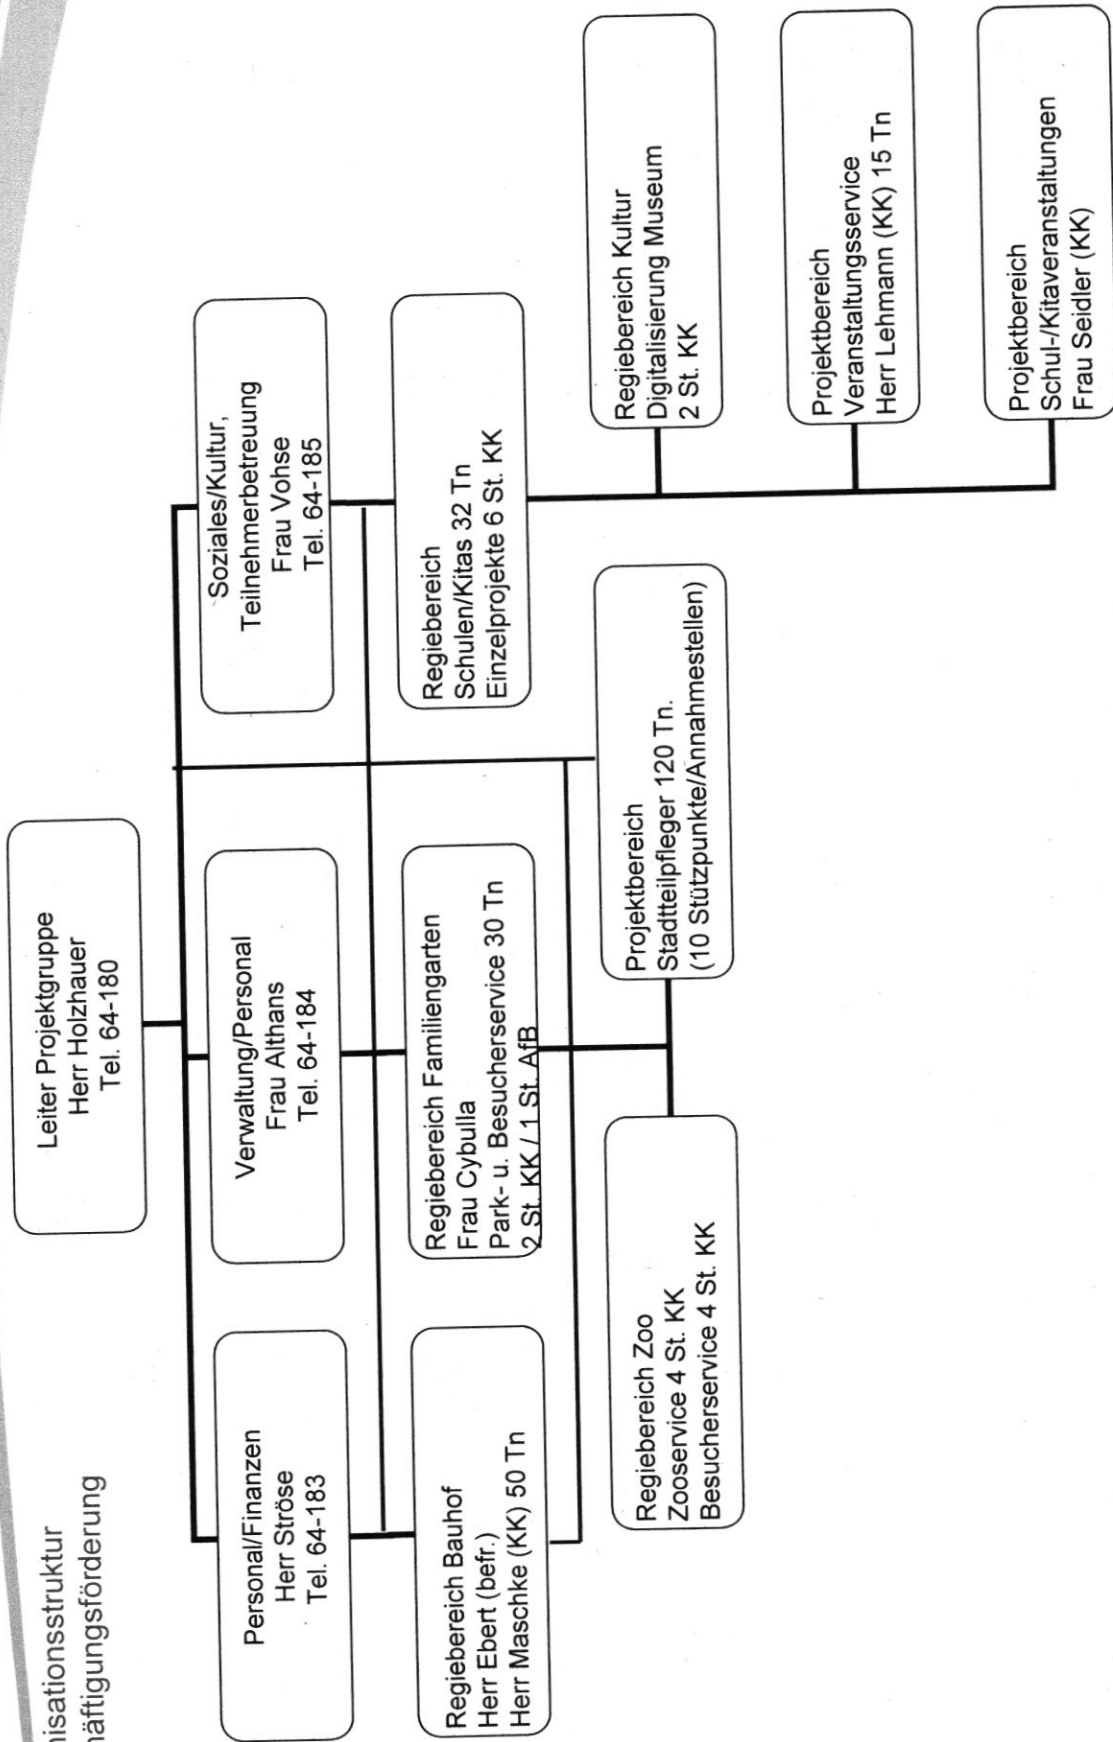 nisationsstruktur
häftigungsförderung
Leiter Projektgruppe
Herr Holzhauer
Tel. 64-180
Personal/Finanzen
Herr Ströse
Tel. 64-183
Verwaltung/Personal
Frau Althans
Tel. 64-184
Soziales/Kultur,
Teilnehmerbetreuung
Frau Vohse
Tel. 64-185
Regiebereich Bauhof
Herr Ebert (befr.)
Herr Maschke (KK) 50 Tn
Regiebereich Familiengarten
Frau Cybulla
Park- u. Besucherservice 30 Tn
2 St. KK / 1 St. AfB
Regiebereich
Schulen/Kitas 32 Tn
Einzelprojekte 6 St. KK
Regiebereich Zoo
Zooservice 4 St. KK
Besucherservice 4 St. KK
Projektbereich
Stadtteilpfleger 120 Tn.
(10 Stützpunkte/Annahmestellen)
Regiebereich Kultur
Digitalisierung Museum
2 St. KK
Projektbereich
Veranstaltungsservice
Herr Lehmann (KK) 15 Tn
Projektbereich
Schul-/Kitaveranstaltungen
Frau Seidler (KK)